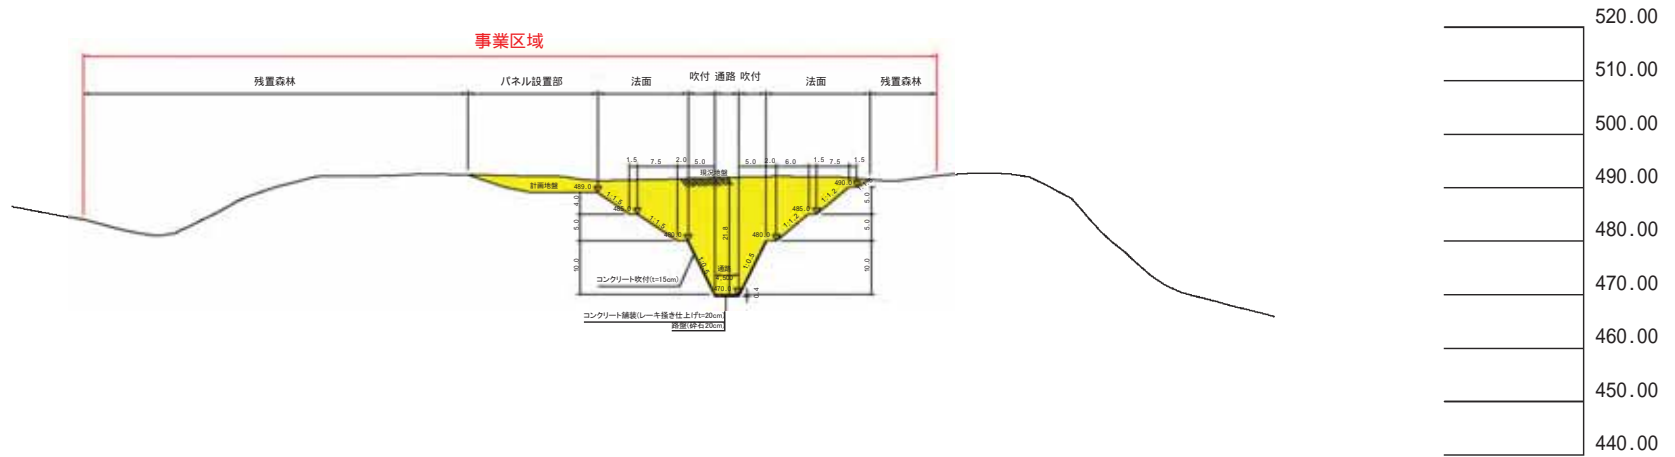 事業区域
残置森林
パネル設置部
法面
吹付
通路
吹付
法面
残置森林
1.5
7.5
2.0
5.0
5.0
2.0
6.0
1.5
7.5
1.5
現況地盤
計画地盤
489.0
490.0
4.0
1:1.5
485.0
5.0
1:1.5
480.0
10.0
1:0.5
21.8
1:0.5
480.0
1:1.2
485.0
1:1.2
5.0
5.0
10.0
通路
4.500
470.0
0.4
コンクリート吹付(t=15cm)
コンクリート舗装(レーキ掻き仕上げt=20cm)
路盤(砕石20cm)
520.00
510.00
500.00
490.00
480.00
470.00
460.00
450.00
440.00